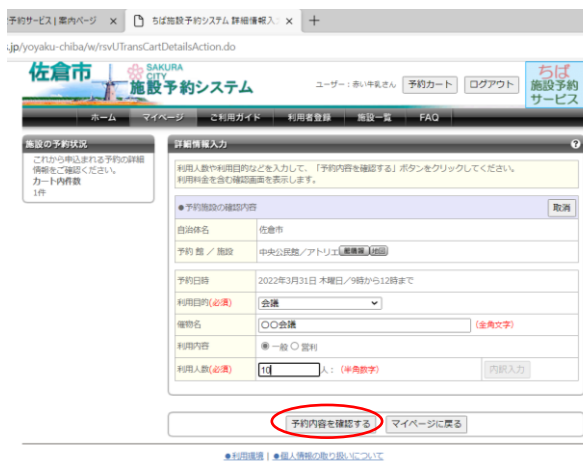 予約サービス|案内ページ ×
ちば施設予約システム 詳細情報入 ×
+
s.jp/yoyaku-chiba/w/rsvUTransCartDetailsAction.do
佐倉市 SAKURA CITY 施設予約システム
ユーザー：赤い牛乳さん 予約カート ログアウト
ちば
施設予約
サービス
ホーム マイページ ご利用ガイド 利用者登録 施設一覧 FAQ
施設の予約状況
これから申込まれる予約の詳細
情報をご確認ください。
カート内件数
1件
詳細情報入力 ?
利用人数や利用目的などを入力して、「予約内容を確認する」ボタンをクリックしてください。
利用料金を含む確認画面を表示します。
●予約施設の確認内容 取消
自治体名 佐倉市
予約 館 ／ 施設 中央公民館／アトリエ 地図
予約日時 2022年3月31日 木曜日／9時から12時まで
利用目的(必須) 会議
催物名 〇〇会議 (全角文字)
利用内容 一般 営利
利用人数(必須) 10 人：(半角数字) 内訳入力
予約内容を確認する マイページに戻る
●利用環境 | ●個人情報の取り扱いについて